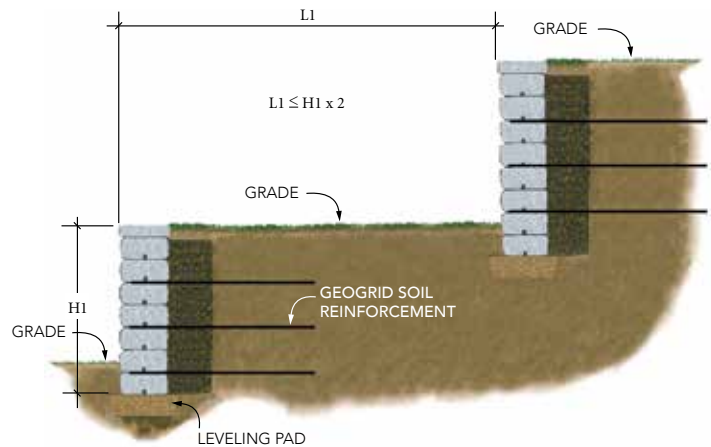 L1
GRADE
L1 ≤ H1 x 2
GRADE
GEOGRID SOIL
REINFORCEMENT
H1
GRADE
LEVELING PAD